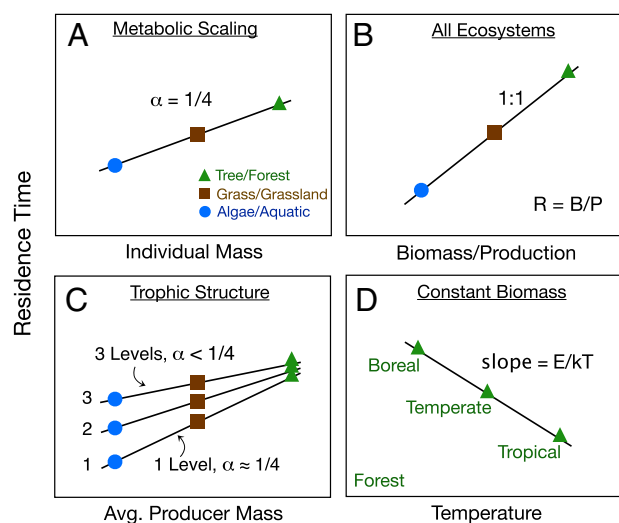 Residence Time
A
Metabolic Scaling
α = 1/4
Tree/Forest
Grass/Grassland
Algae/Aquatic
Individual Mass
B
All Ecosystems
1:1
R = B/P
Biomass/Production
C
Trophic Structure
3 Levels, α < 1/4
3
2
1
1 Level, α ≈ 1/4
Avg. Producer Mass
D
Constant Biomass
slope = E/kT
Boreal
Temperate
Tropical
Forest
Temperature